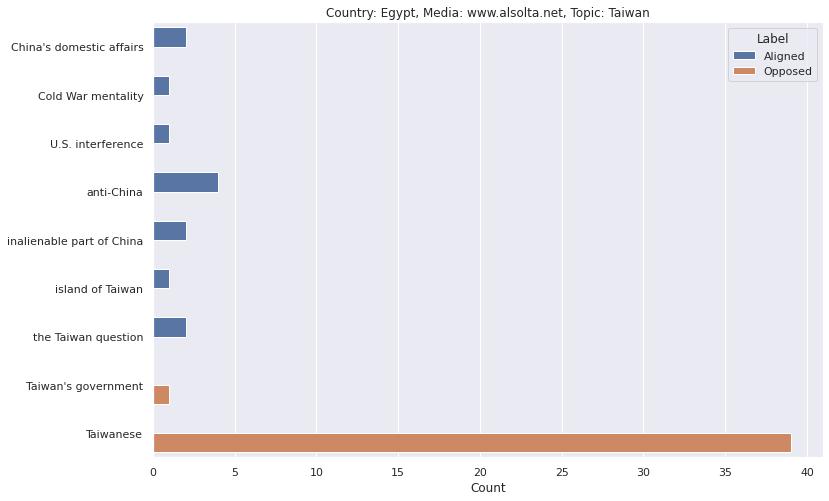 Country: Egypt, Media: www.alsolta.net, Topic: Taiwan
Label
Aligned
Opposed
China's domestic affairs
Cold War mentality
U.S. interference
anti-China
inalienable part of China
island of Taiwan
the Taiwan question
Taiwan's government
Taiwanese
0 5 10 15 20 25 30 35 40
Count